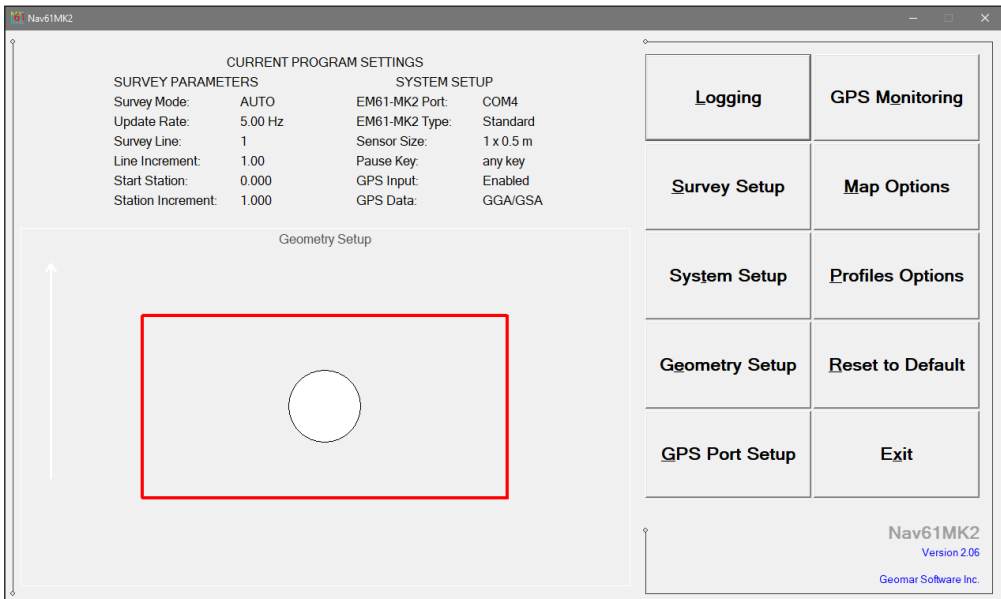 Nav61MK2
CURRENT PROGRAM SETTINGS
SURVEY PARAMETERS SYSTEM SETUP
Survey Mode: AUTO EM61-MK2 Port: COM4
Update Rate: 5.00 Hz EM61-MK2 Type: Standard
Survey Line: 1 Sensor Size: 1 x 0.5 m
Line Increment: 1.00 Pause Key: any key
Start Station: 0.000 GPS Input: Enabled
Station Increment: 1.000 GPS Data: GGA/GSA
Geometry Setup
Logging GPS Monitoring
Survey Setup Map Options
System Setup Profiles Options
Geometry Setup Reset to Default
GPS Port Setup Exit
Nav61MK2
Version 2.06
Geomar Software Inc.